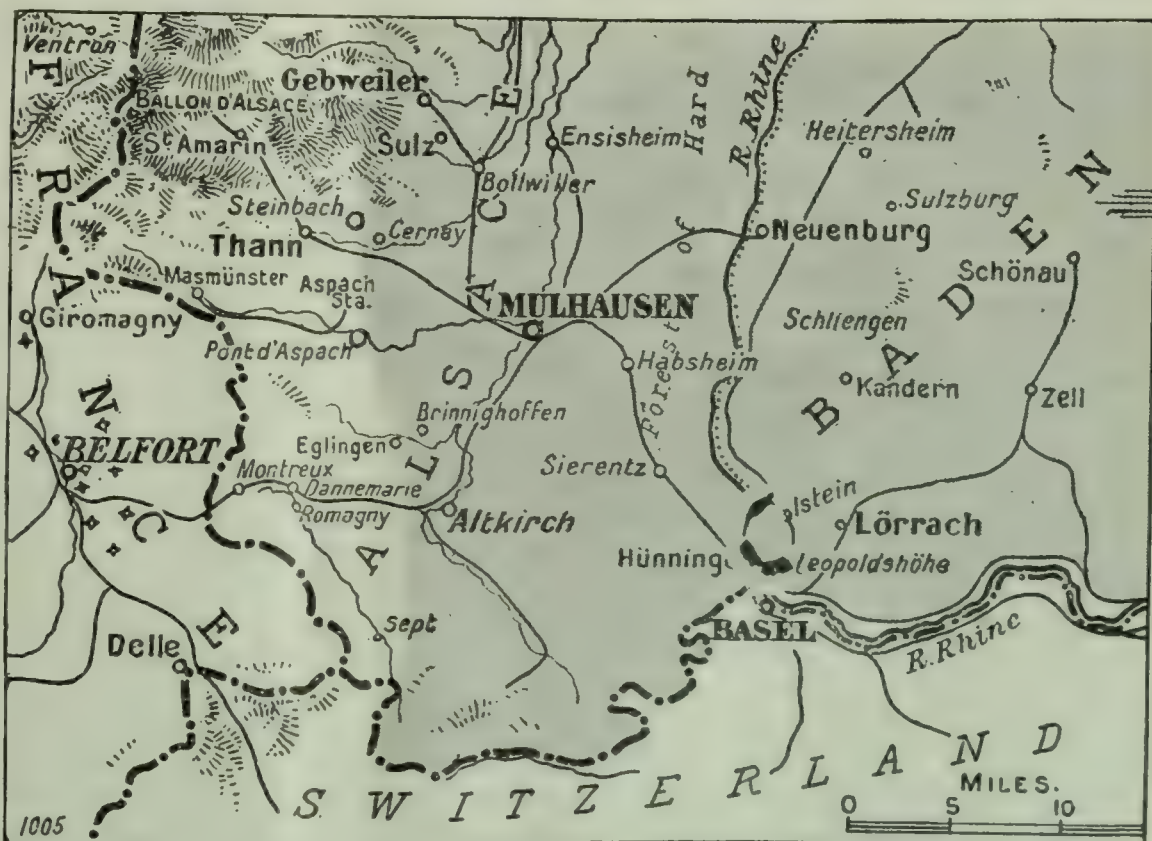 Ventron
FRANCE
Gebweiler
BALLON D'ALSACE
St Amarin
Sulz
Ensisheim
Bollwiller
Steinbach
Cernay
Thann
Masmünster
Aspach
Sta.
Giromagny
Pont d'Aspach
MULHAUSEN
ALSACE
Forest of Hard
R. Rhine
Heitersheim
Sulzburg
Neuenburg
Schönau
BADEN
Schliengen
Habsheim
Kandern
Zell
Brinnighoffen
Eglingen
BELFORT
Montreux
Dannemarie
Romagny
Altkirch
Sierentz
Istein
Lörrach
Hünning
Leopoldshöhe
Sept
BASEL
R. Rhine
Delle
SWITZERLAND
MILES.
0 5 10
1005